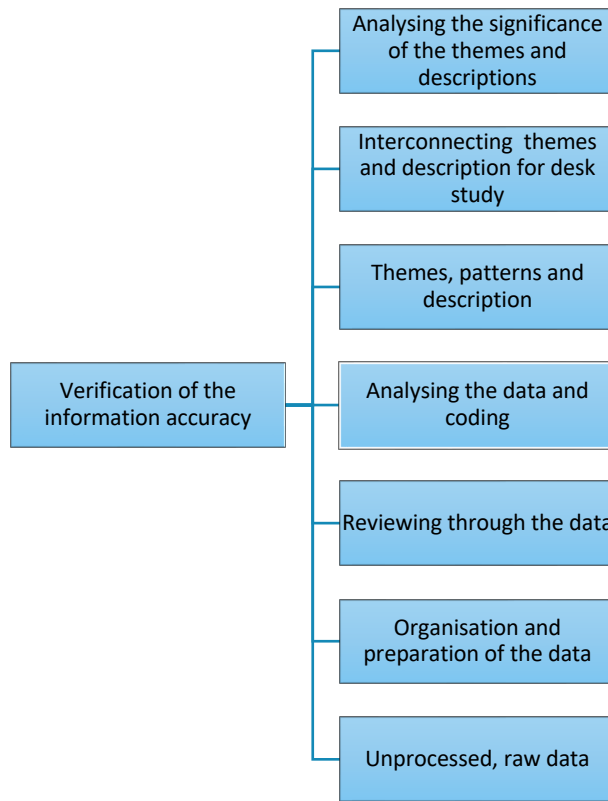 Analysing the significance
of the themes and
descriptions
Interconnecting themes
and description for desk
study
Themes, patterns and
description
Verification of the
information accuracy
Analysing the data and
coding
Reviewing through the data
Organisation and
preparation of the data
Unprocessed, raw data